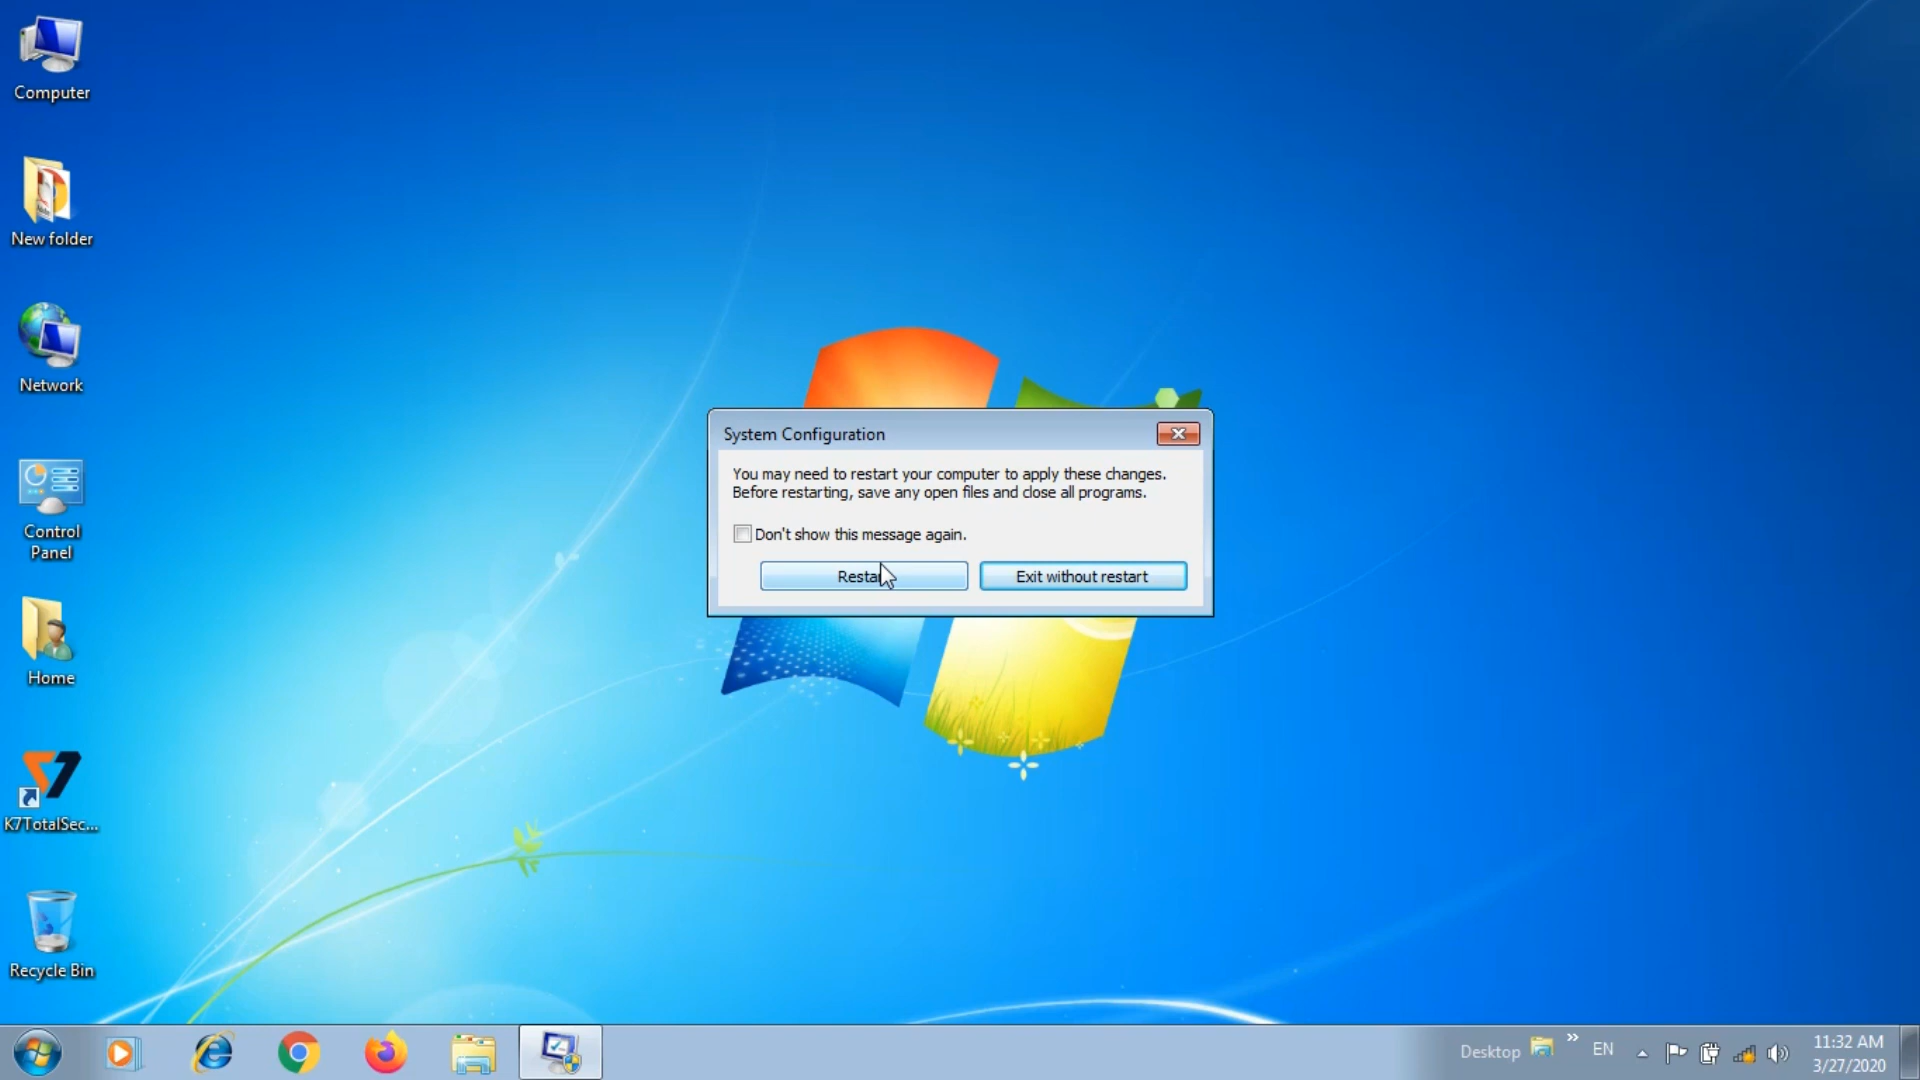 Computer
New folder
Network
Control
Panel
Home
K7TotalSec...
Recycle Bin
System Configuration
You may need to restart your computer to apply these changes.
Before restarting, save any open files and close all programs.
Don't show this message again.
Restart
Exit without restart
Desktop
»
EN
11:32 AM
3/27/2020